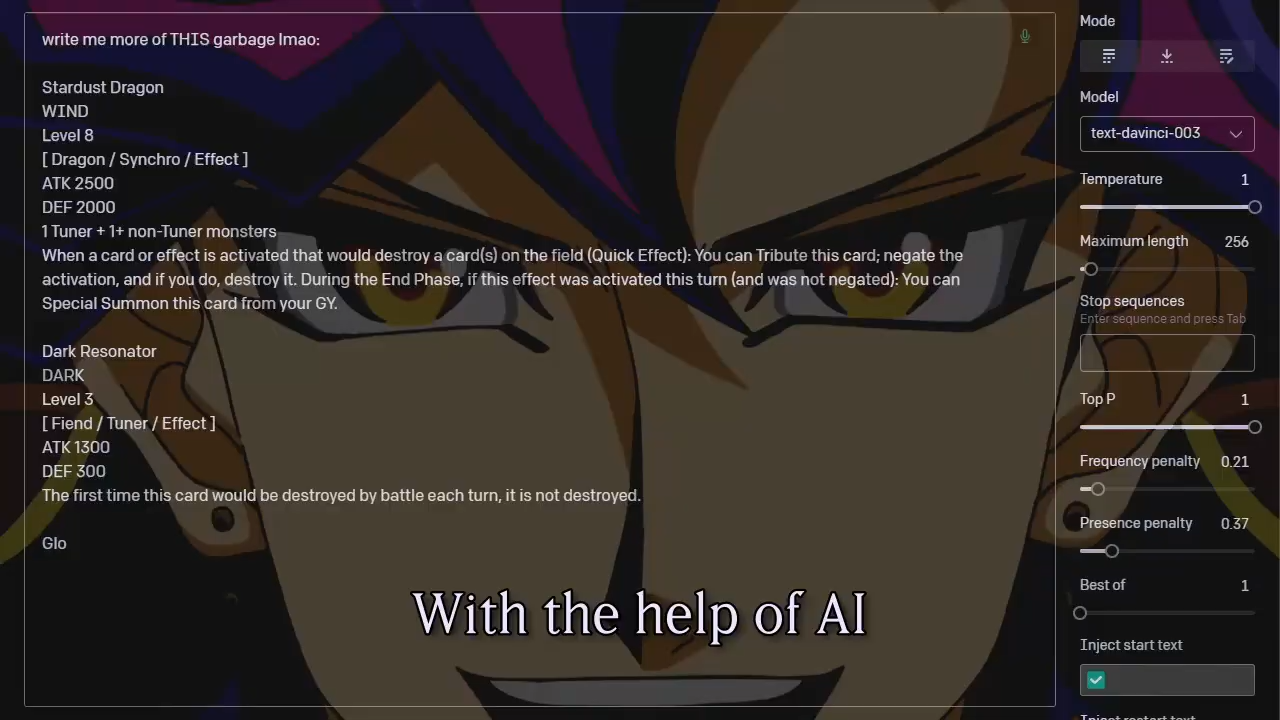 write me more of THIS garbage lmao:
Stardust Dragon
WIND
Level 8
[ Dragon / Synchro / Effect ]
ATK 2500
DEF 2000
1 Tuner + 1+ non-Tuner monsters
When a card or effect is activated that would destroy a card(s) on the field (Quick Effect): You can Tribute this card; negate the
activation, and if you do, destroy it. During the End Phase, if this effect was activated this turn (and was not negated): You can
Special Summon this card from your GY.
Dark Resonator
DARK
Level 3
[ Fiend / Tuner / Effect ]
ATK 1300
DEF 300
The first time this card would be destroyed by battle each turn, it is not destroyed.
Glo
With the help of AI
Mode
Model
text-davinci-003
Temperature 1
Maximum length 256
Stop sequences
Enter sequence and press Tab
Top P 1
Frequency penalty 0.21
Presence penalty 0.37
Best of 1
Inject start text
Inject restart text